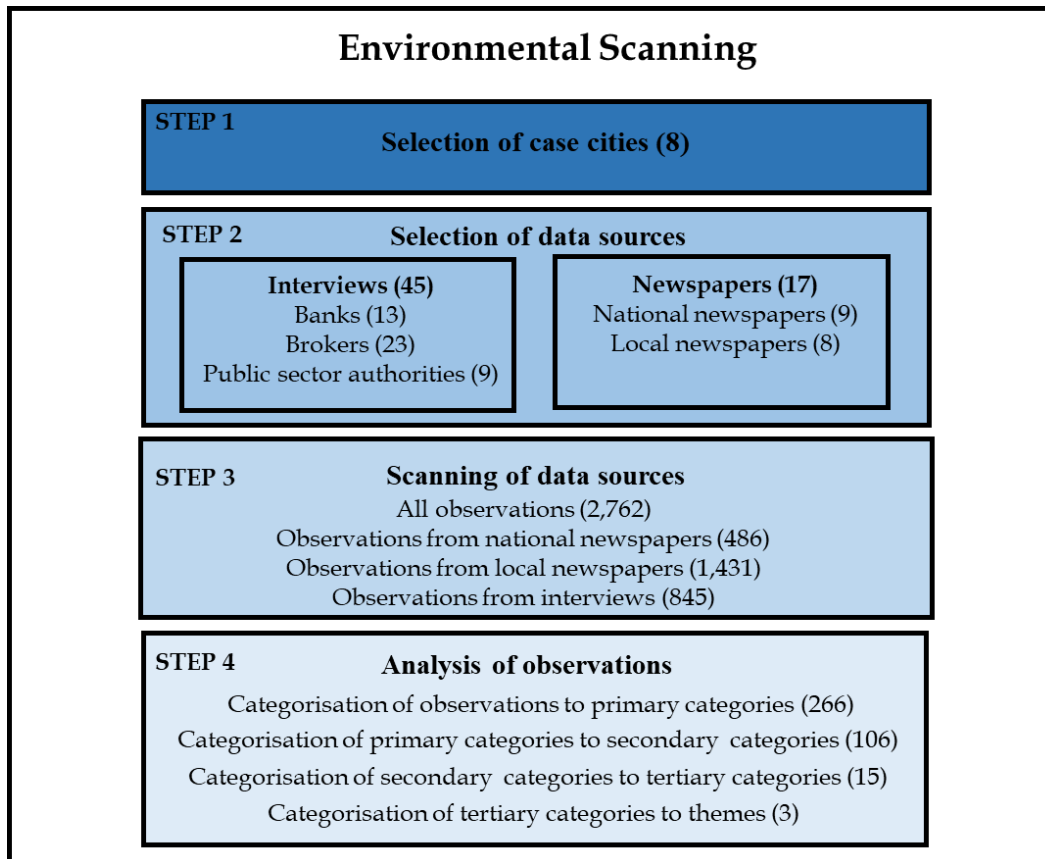 Environmental Scanning
STEP 1
Selection of case cities (8)
STEP 2
Selection of data sources
Interviews (45)
Banks (13)
Brokers (23)
Public sector authorities (9)
Newspapers (17)
National newspapers (9)
Local newspapers (8)
STEP 3
Scanning of data sources
All observations (2,762)
Observations from national newspapers (486)
Observations from local newspapers (1,431)
Observations from interviews (845)
STEP 4
Analysis of observations
Categorisation of observations to primary categories (266)
Categorisation of primary categories to secondary categories (106)
Categorisation of secondary categories to tertiary categories (15)
Categorisation of tertiary categories to themes (3)